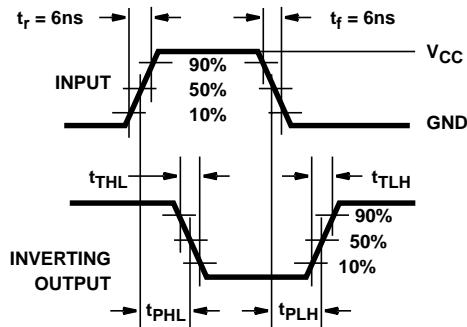 t_r = 6ns
t_f = 6ns
V_CC
90%
INPUT
50%
10%
GND
t_THL
t_TLH
90%
50%
INVERTING
10%
OUTPUT
t_PHL
t_PLH